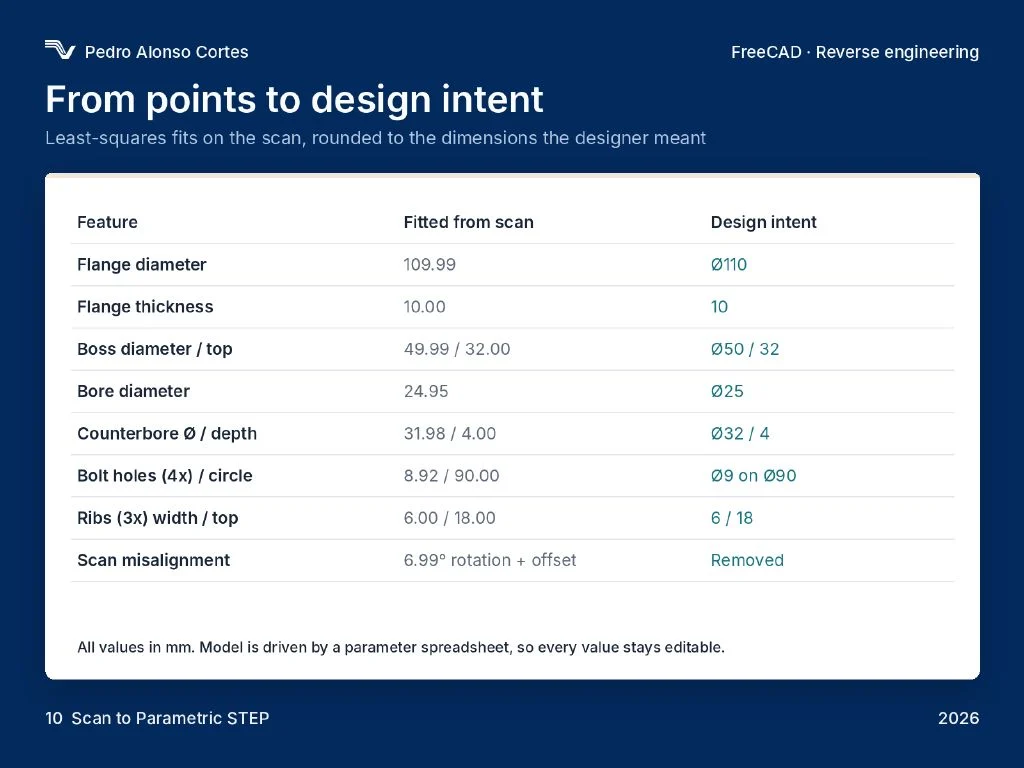 Pedro Alonso Cortes FreeCAD · Reverse engineering
From points to design intent
Least-squares fits on the scan, rounded to the dimensions the designer meant
Feature Fitted from scan Design intent
Flange diameter 109.99 Ø110
Flange thickness 10.00 10
Boss diameter / top 49.99 / 32.00 Ø50 / 32
Bore diameter 24.95 Ø25
Counterbore Ø / depth 31.98 / 4.00 Ø32 / 4
Bolt holes (4x) / circle 8.92 / 90.00 Ø9 on Ø90
Ribs (3x) width / top 6.00 / 18.00 6 / 18
Scan misalignment 6.99° rotation + offset Removed
All values in mm. Model is driven by a parameter spreadsheet, so every value stays editable.
10 Scan to Parametric STEP 2026